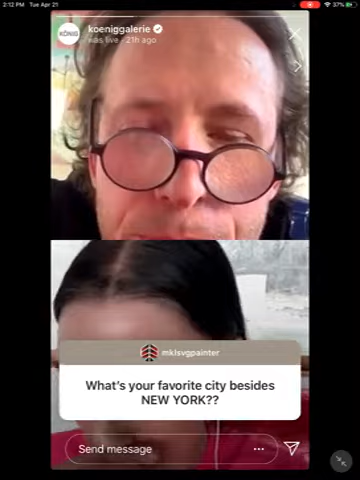 2:12 PM Tue Apr 21
37%
KÖNIG
koeniggalerie
was live · 21h ago
mklsvgpainter
What's your favorite city besides
NEW YORK??
Send message